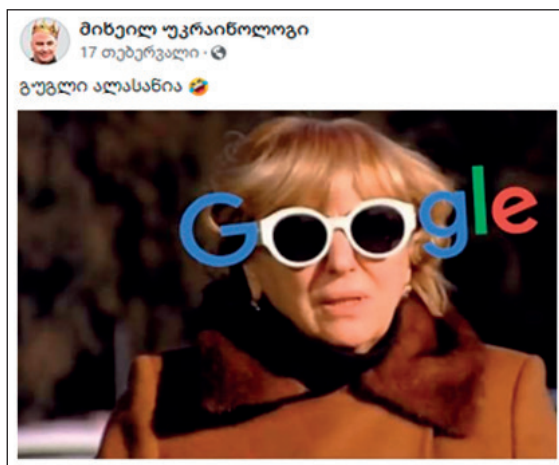 მიხეილ უკრაინოლოგი
17 თებერვალი ·
გუგლი ალასანია 🤣
Google